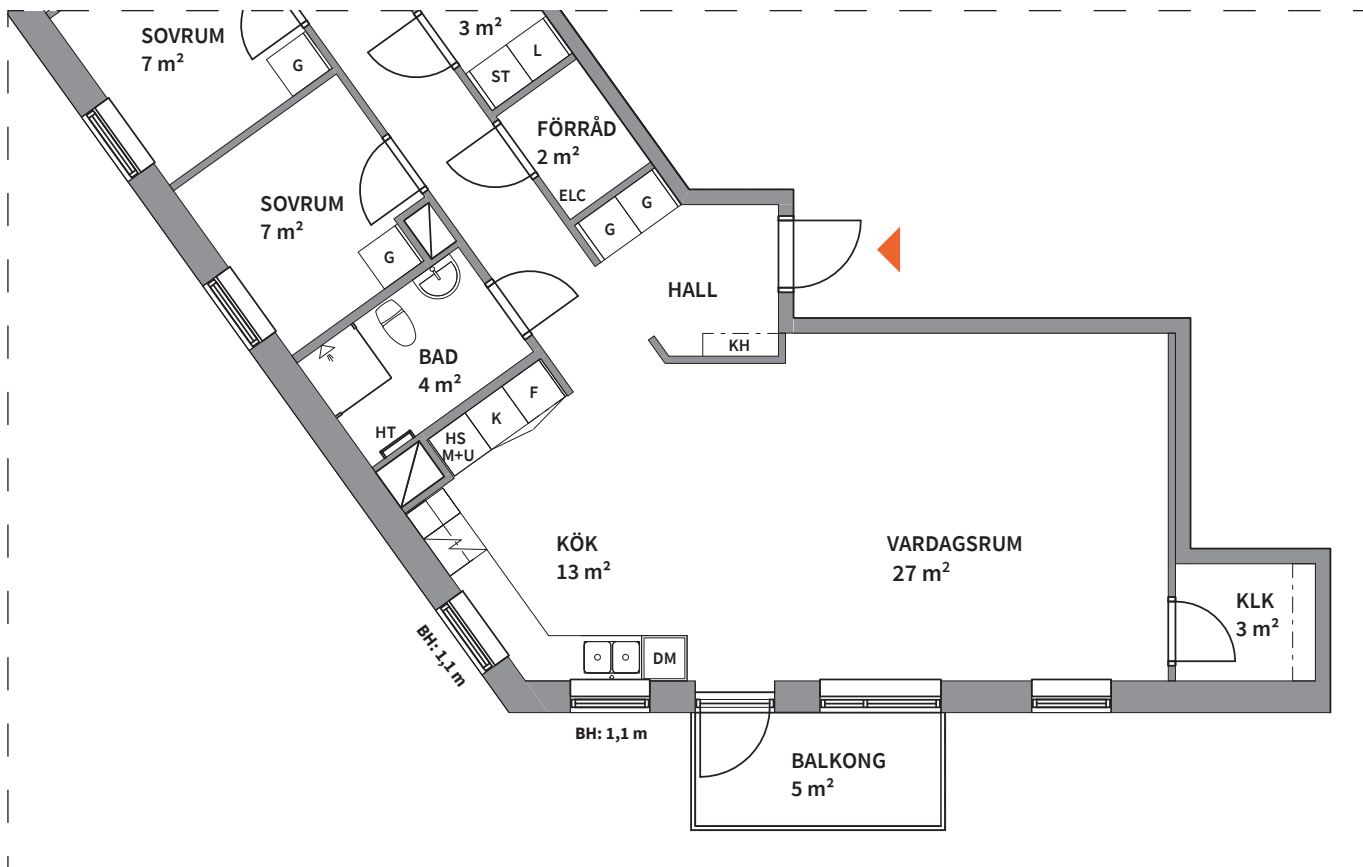 SOVRUM
7 m²
3 m²
L
ST
G
FÖRRÅD
2 m²
ELC
SOVRUM
7 m²
G
G
G
HALL
KH
BAD
4 m²
F
K
HS
M+U
HT
KÖK
13 m²
VARDAGSRUM
27 m²
KLK
3 m²
DM
BH: 1,1 m
BH: 1,1 m
BALKONG
5 m²